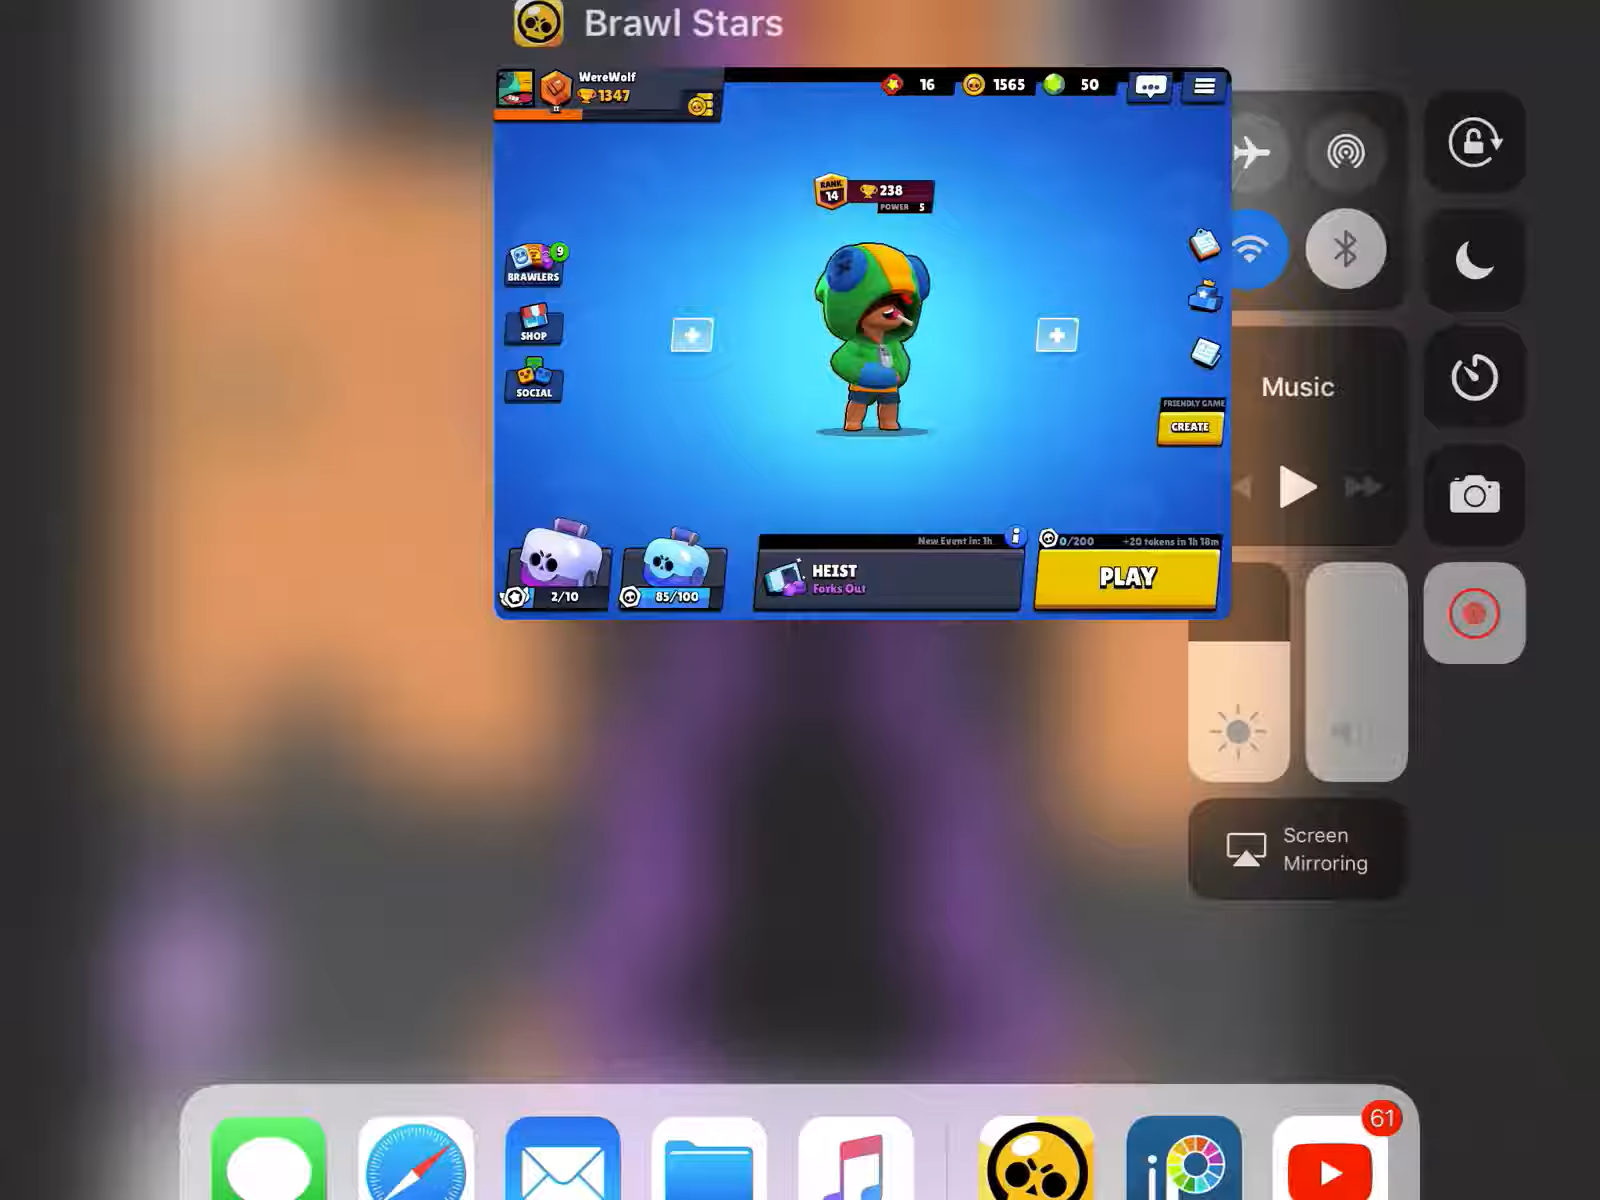 Brawl Stars
WereWolf
1347
16
1565
50
RANK
14
238
POWER 5
9
BRAWLERS
SHOP
SOCIAL
Music
FRIENDLY GAME
CREATE
New Event in: 1h
HEIST
Forks Out
0/200
+20 tokens in 1h 18m
PLAY
2/10
85/100
Screen
Mirroring
61